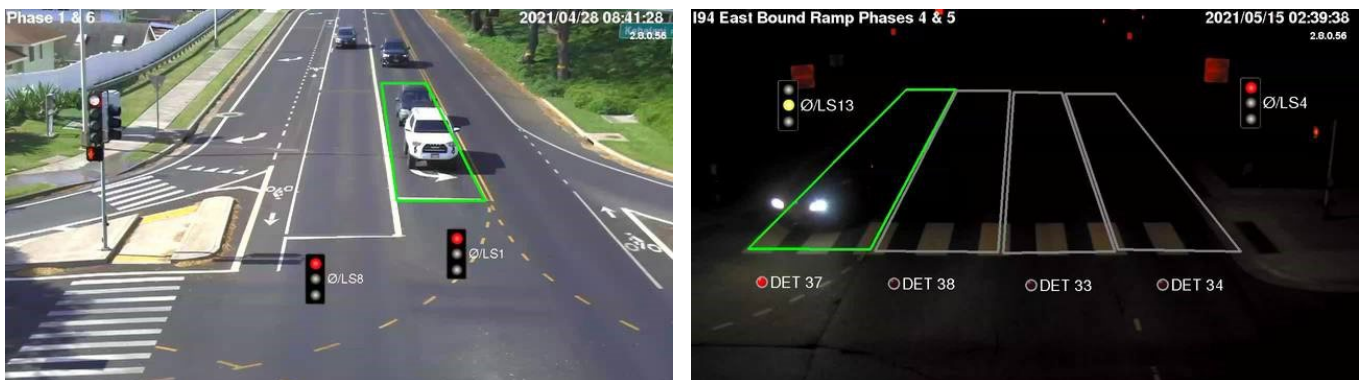 Phase 1 & 6
2021/04/28 08:41:28
2.8.0.56
Ø/LS8
Ø/LS1
I94 East Bound Ramp Phases 4 & 5
2021/05/15 02:39:38
2.8.0.56
Ø/LS13
Ø/LS4
DET 37
DET 38
DET 33
DET 34